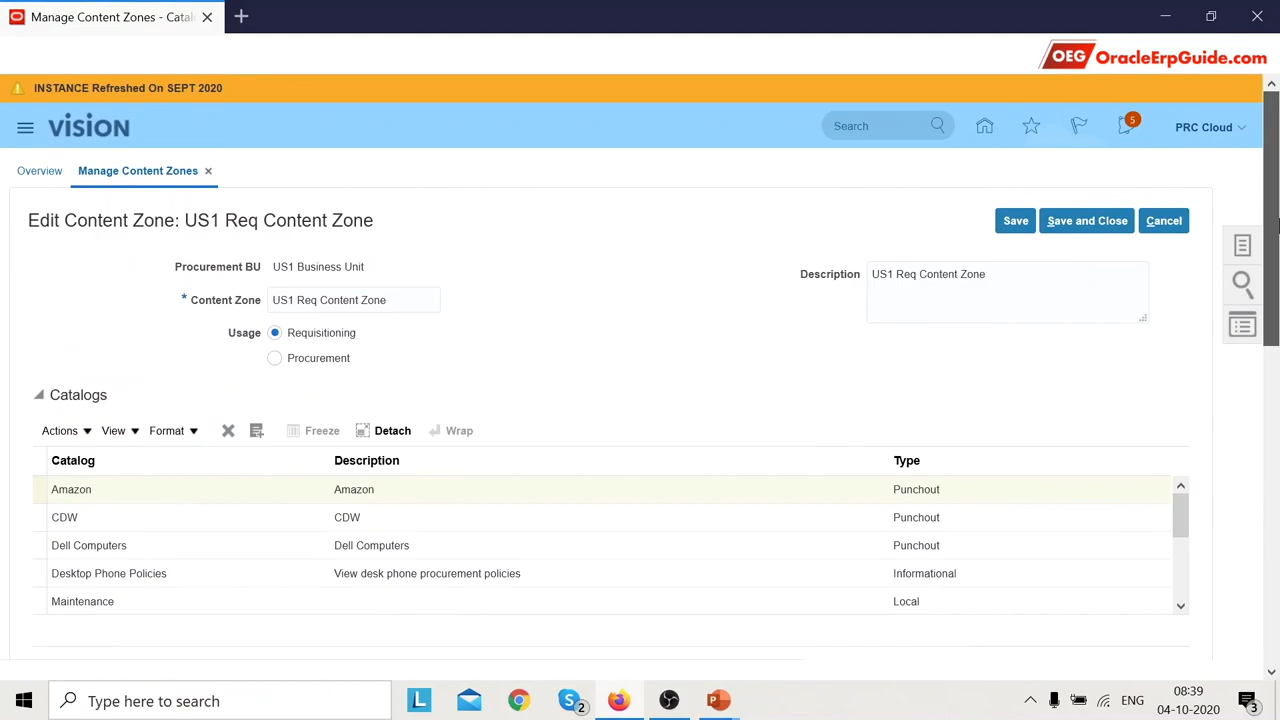 Manage Content Zones - Catal
OEG OracleErpGuide.com
INSTANCE Refreshed On SEPT 2020
VISION
Search
5
PRC Cloud
Overview
Manage Content Zones
Edit Content Zone: US1 Req Content Zone
Save
Save and Close
Cancel
Procurement BU US1 Business Unit
Description US1 Req Content Zone
* Content Zone US1 Req Content Zone
Usage Requisitioning
Procurement
Catalogs
Actions View Format Freeze Detach Wrap
Catalog Description Type
Amazon Amazon Punchout
CDW CDW Punchout
Dell Computers Dell Computers Punchout
Desktop Phone Policies View desk phone procurement policies Informational
Maintenance Local
Type here to search
L
2
ENG
08:39
04-10-2020
3